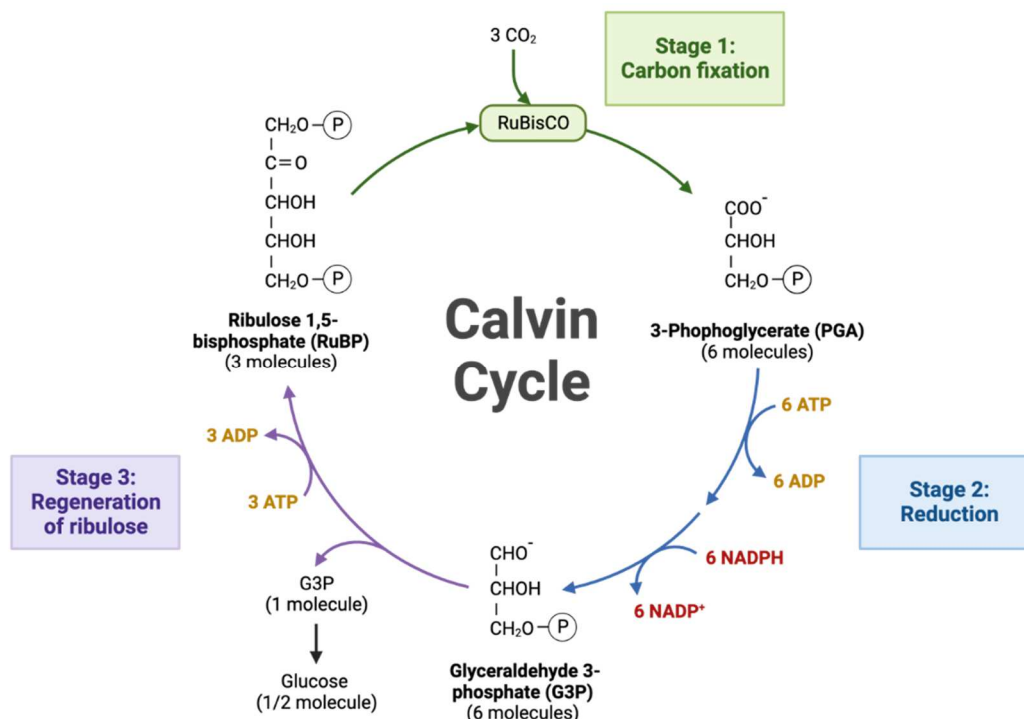 3 CO₂
Stage 1:
Carbon fixation
RuBisCO
CH₂O–P
C=O
CHOH
CHOH
CH₂O–P
Ribulose 1,5-
bisphosphate (RuBP)
(3 molecules)
COO⁻
CHOH
CH₂O–P
3-Phophoglycerate (PGA)
(6 molecules)
Calvin
Cycle
6 ATP
6 ADP
Stage 2:
Reduction
6 NADPH
6 NADP⁺
CHO⁻
CHOH
CH₂O–P
Glyceraldehyde 3-
phosphate (G3P)
(6 molecules)
3 ADP
3 ATP
Stage 3:
Regeneration
of ribulose
G3P
(1 molecule)
Glucose
(1/2 molecule)